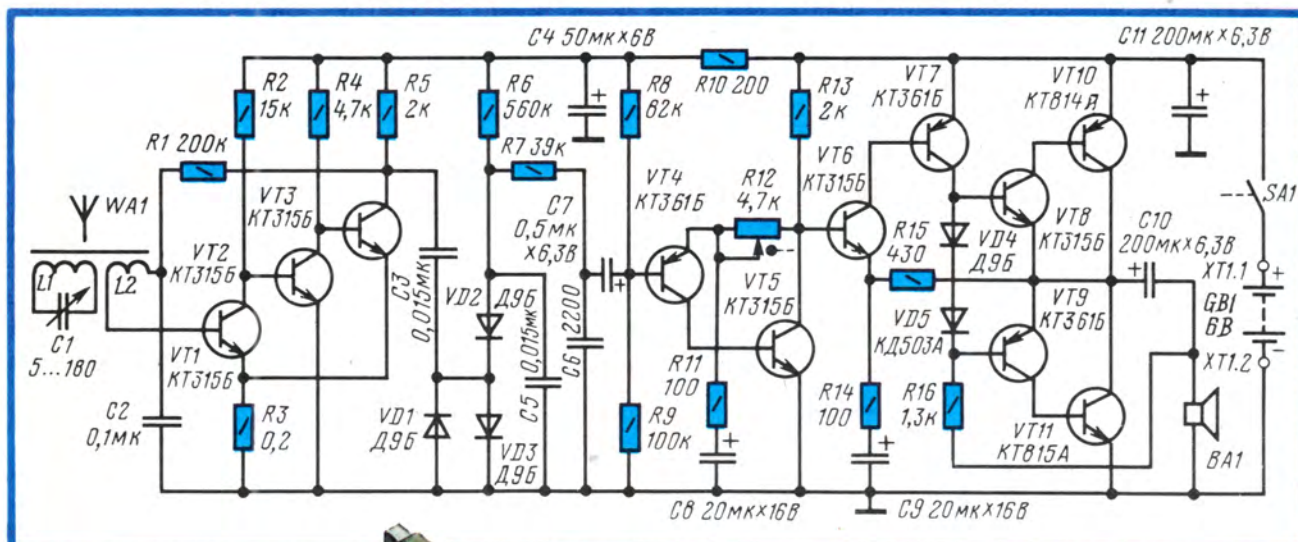 C4 50мк×6В
C11 200мк×6,3В
R2
15к
R4
4,7к
R5
2к
R6
560к
R8
82к
R10 200
R13
2к
VT7
КТ361Б
VT10
R1 200к
R7 39к
WA1
VT3
КТ315Б
C7
0,5мк
×6,3В
VT4
КТ361Б
R12
4,7к
VT6
КТ315Б
SA1
VT2
КТ315Б
L1
L2
C3
0,015мк
VD2
Д9Б
R15
430
VD4
Д9Б
VT8
КТ315Б
C10
200мк×6,3В
XT1.1
+
GB1
6В
-
XT1.2
C1
5...180
VT1
КТ315Б
C5
0,015мк
C6 2200
VT5
КТ315Б
VD5
КД503А
VT9
КТ361Б
C2
0,1мк
R3
0,2
VD1
Д9Б
VD3
Д9Б
R9
100к
R11
100
R14
100
R16
1,3к
VT11
КТ815А
BA1
C8 20мк×16В
C9 20мк×16В